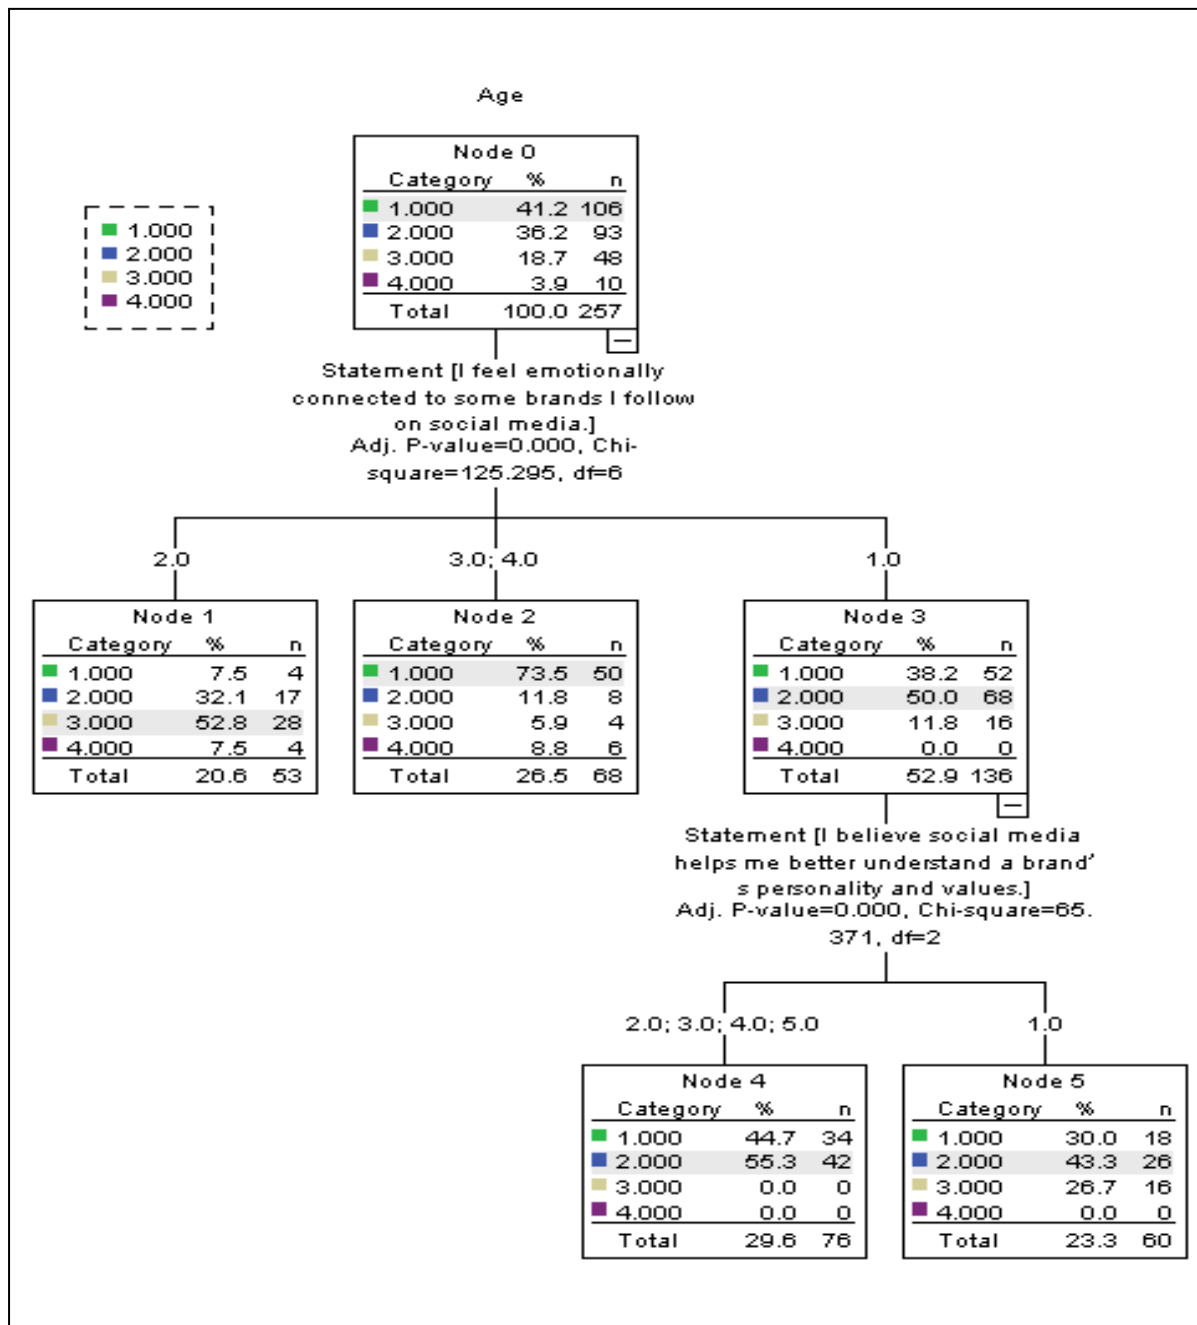 Age
Node 0
Category % n
1.000 41.2 106
2.000 36.2 93
3.000 18.7 48
4.000 3.9 10
Total 100.0 257
1.000
2.000
3.000
4.000
Statement [I feel emotionally
connected to some brands I follow
on social media.]
Adj. P-value=0.000, Chi-
square=125.295, df=6
2.0
3.0; 4.0
1.0
Node 1
Category % n
1.000 7.5 4
2.000 32.1 17
3.000 52.8 28
4.000 7.5 4
Total 20.6 53
Node 2
Category % n
1.000 73.5 50
2.000 11.8 8
3.000 5.9 4
4.000 8.8 6
Total 26.5 68
Node 3
Category % n
1.000 38.2 52
2.000 50.0 68
3.000 11.8 16
4.000 0.0 0
Total 52.9 136
Statement [I believe social media
helps me better understand a brand'
s personality and values.]
Adj. P-value=0.000, Chi-square=65.
371, df=2
2.0; 3.0; 4.0; 5.0
1.0
Node 4
Category % n
1.000 44.7 34
2.000 55.3 42
3.000 0.0 0
4.000 0.0 0
Total 29.6 76
Node 5
Category % n
1.000 30.0 18
2.000 43.3 26
3.000 26.7 16
4.000 0.0 0
Total 23.3 60